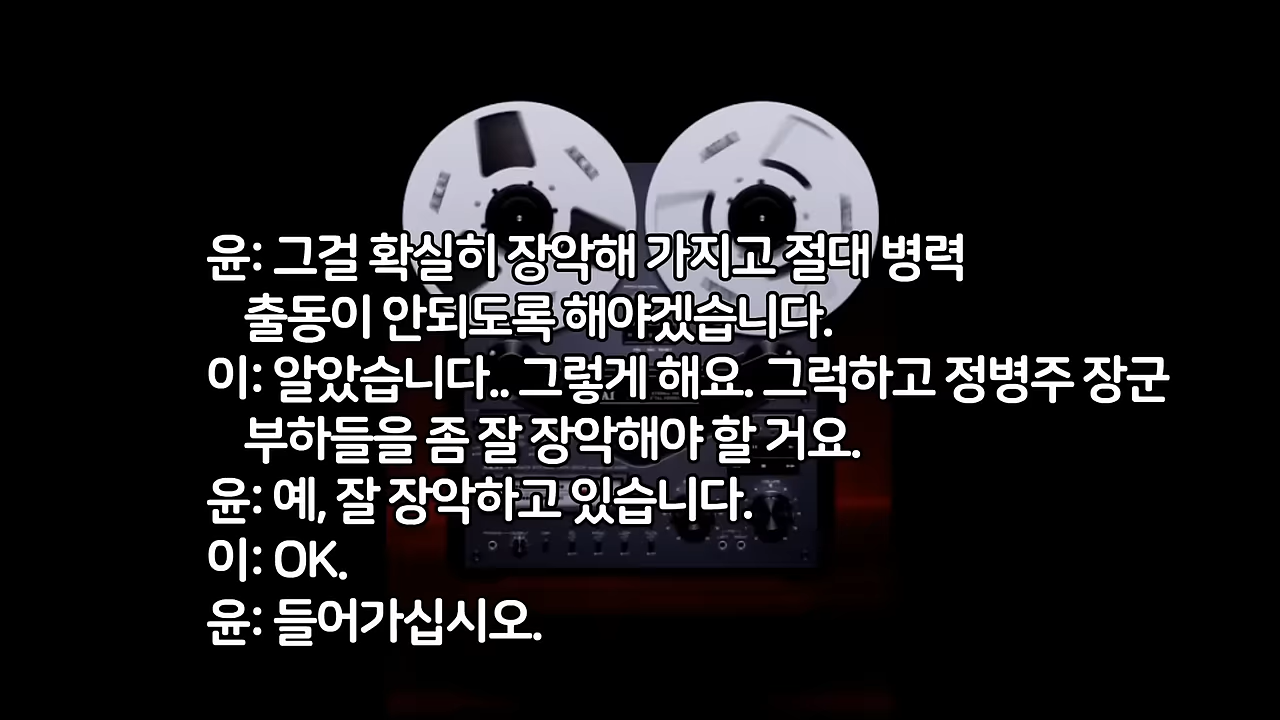 윤: 그걸 확실히 장악해 가지고 절대 병력
출동이 안되도록 해야겠습니다.
이: 알았습니다.. 그렇게 해요. 그럭하고 정병주 장군
부하들을 좀 잘 장악해야 할 거요.
윤: 예, 잘 장악하고 있습니다.
이: OK.
윤: 들어가십시오.